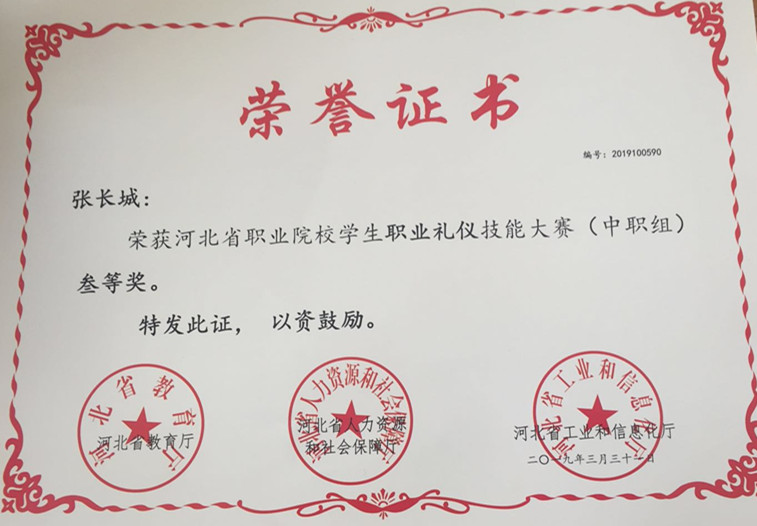 荣誉证书
编号：2019100590
张长城：
荣获河北省职业院校学生职业礼仪技能大赛（中职组）
叁等奖。
特发此证， 以资鼓励。
河北省教育厅
河北省教育厅
河北省人力资源和社会保障厅
河北省人力资源
和社会保障厅
河北省工业和信息化厅
河北省工业和信息化厅
二〇一九年三月三十一日